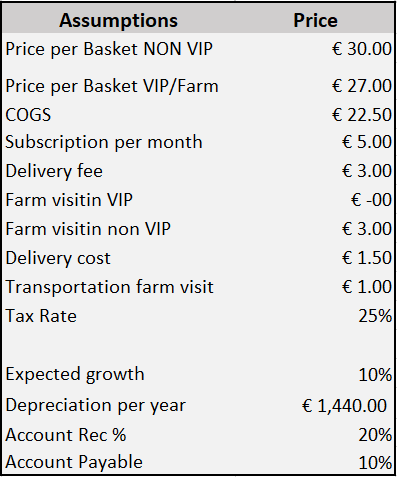 Assumptions Price
Price per Basket NON VIP € 30.00
Price per Basket VIP/Farm € 27.00
COGS € 22.50
Subscription per month € 5.00
Delivery fee € 3.00
Farm visitin VIP € -00
Farm visitin non VIP € 3.00
Delivery cost € 1.50
Transportation farm visit € 1.00
Tax Rate 25%
Expected growth 10%
Depreciation per year € 1,440.00
Account Rec % 20%
Account Payable 10%